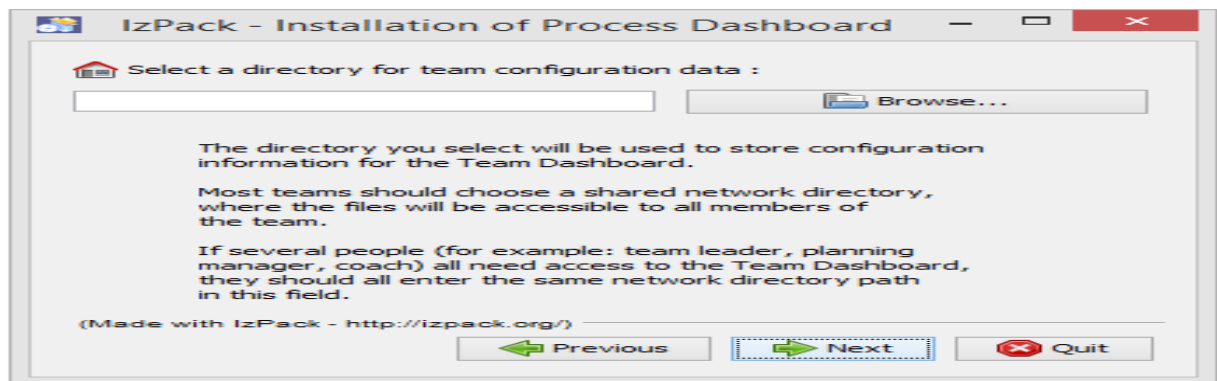 IzPack - Installation of Process Dashboard
Select a directory for team configuration data :
Browse...
The directory you select will be used to store configuration
information for the Team Dashboard.
Most teams should choose a shared network directory,
where the files will be accessible to all members of
the team.
If several people (for example: team leader, planning
manager, coach) all need access to the Team Dashboard,
they should all enter the same network directory path
in this field.
(Made with IzPack - http://izpack.org/)
Previous
Next
Quit